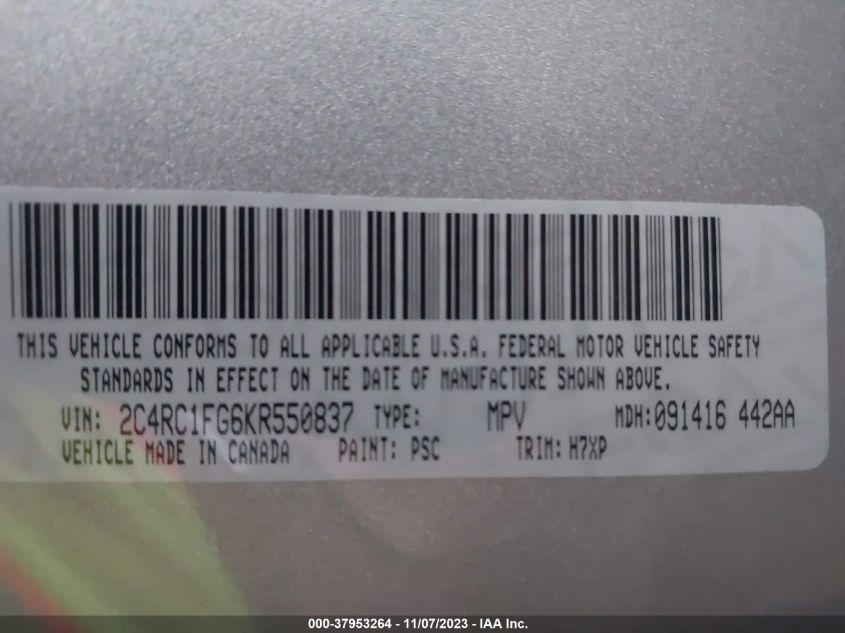 THIS VEHICLE CONFORMS TO ALL APPLICABLE U.S.A. FEDERAL MOTOR VEHICLE SAFETY
STANDARDS IN EFFECT ON THE DATE OF MANUFACTURE SHOWN ABOVE.
VIN: 2C4RC1FG6KR550837 TYPE: MPV MDH:091416 442AA
VEHICLE MADE IN CANADA PAINT: PSC TRIM: H7XP
000-37953264 - 11/07/2023 - IAA Inc.